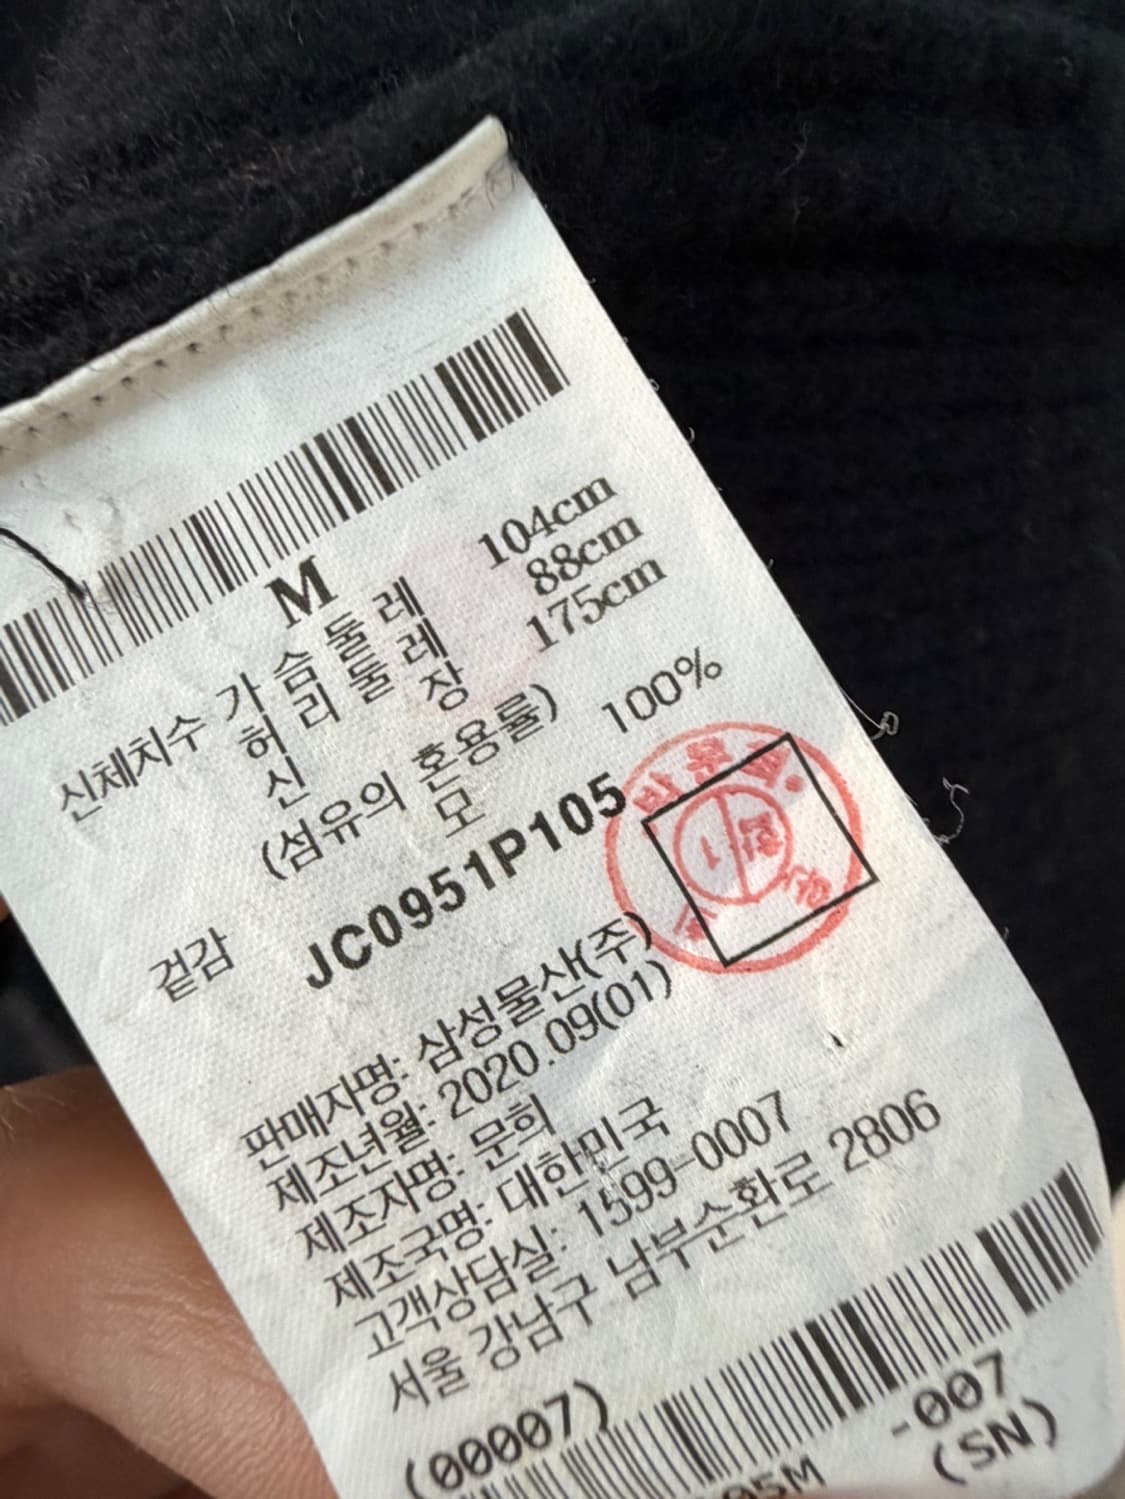 M
신체치수 가슴둘레 104cm
허리둘레 88cm
신장 175cm
(섬유의 혼용률)
겉감 모 100%
JC0951P105
판매자명: 삼성물산(주)
제조년월: 2020.09(01)
제조자명: 문희
제조국명: 대한민국
고객상담실: 1599-0007
서울 강남구 남부순환로 2806
(00007) -007
05M (SN)